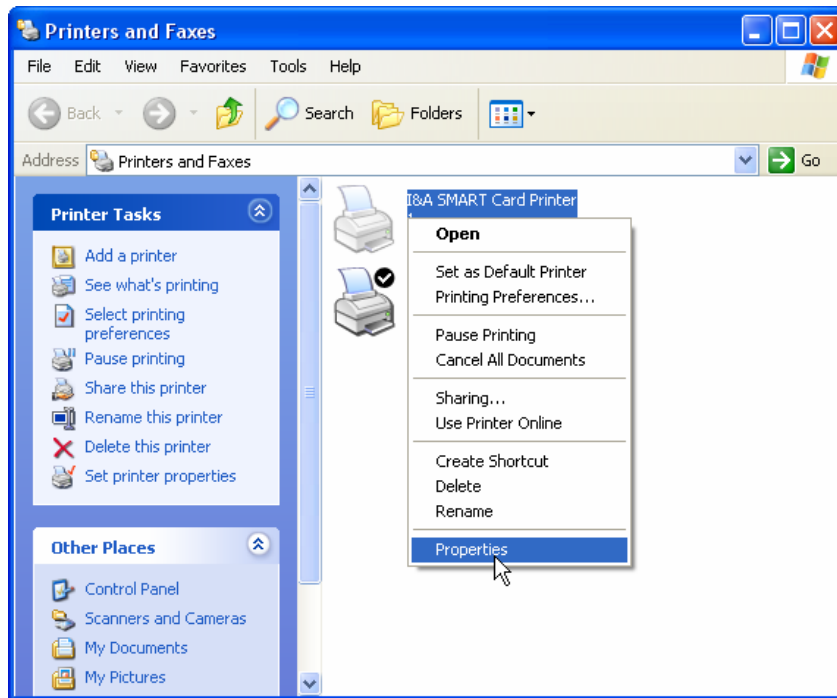 Printers and Faxes
File Edit View Favorites Tools Help
Back Search Folders
Address Printers and Faxes Go
Printer Tasks
Add a printer
See what's printing
Select printing
preferences
Pause printing
Share this printer
Rename this printer
Delete this printer
Set printer properties
Other Places
Control Panel
Scanners and Cameras
My Documents
My Pictures
I&A SMART Card Printer
Open
Set as Default Printer
Printing Preferences...
Pause Printing
Cancel All Documents
Sharing...
Use Printer Online
Create Shortcut
Delete
Rename
Properties